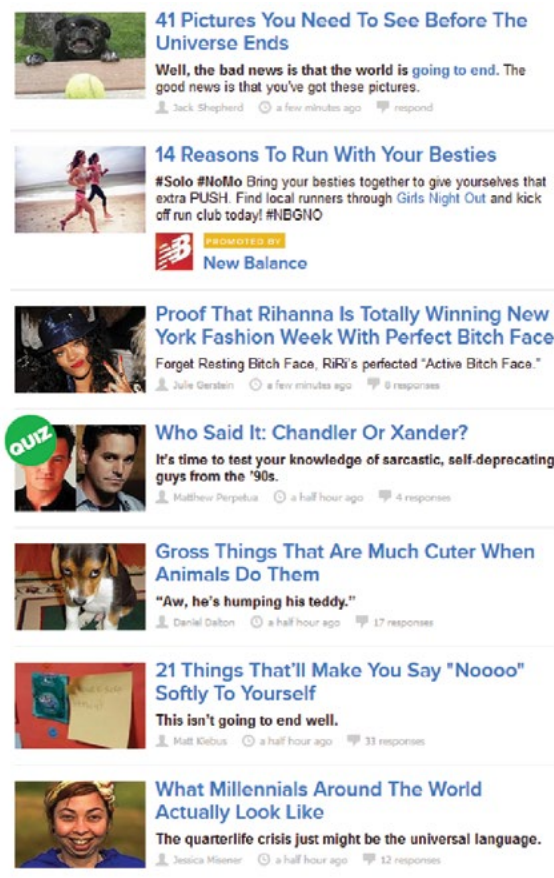 41 Pictures You Need To See Before The
Universe Ends
Well, the bad news is that the world is going to end. The
good news is that you've got these pictures.
Jack Shepherd a few minutes ago respond
14 Reasons To Run With Your Besties
#Solo #NoMo Bring your besties together to give yourselves that
extra PUSH. Find local runners through Girls Night Out and kick
off run club today! #NBGNO
PROMOTED BY
New Balance
Proof That Rihanna Is Totally Winning New
York Fashion Week With Perfect Bitch Face
Forget Resting Bitch Face, RiRi's perfected "Active Bitch Face."
Julie Gerstein a few minutes ago 8 responses
QUIZ
Who Said It: Chandler Or Xander?
It's time to test your knowledge of sarcastic, self-deprecating
guys from the '90s.
Matthew Perpetua a half hour ago 4 responses
Gross Things That Are Much Cuter When
Animals Do Them
"Aw, he's humping his teddy."
Daniel Dalton a half hour ago 17 responses
21 Things That'll Make You Say "Noooo"
Softly To Yourself
This isn't going to end well.
Matt a half hour ago 33 responses
What Millennials Around The World
Actually Look Like
The quarterlife crisis just might be the universal language.
Jessica Misener a half hour ago 12 responses